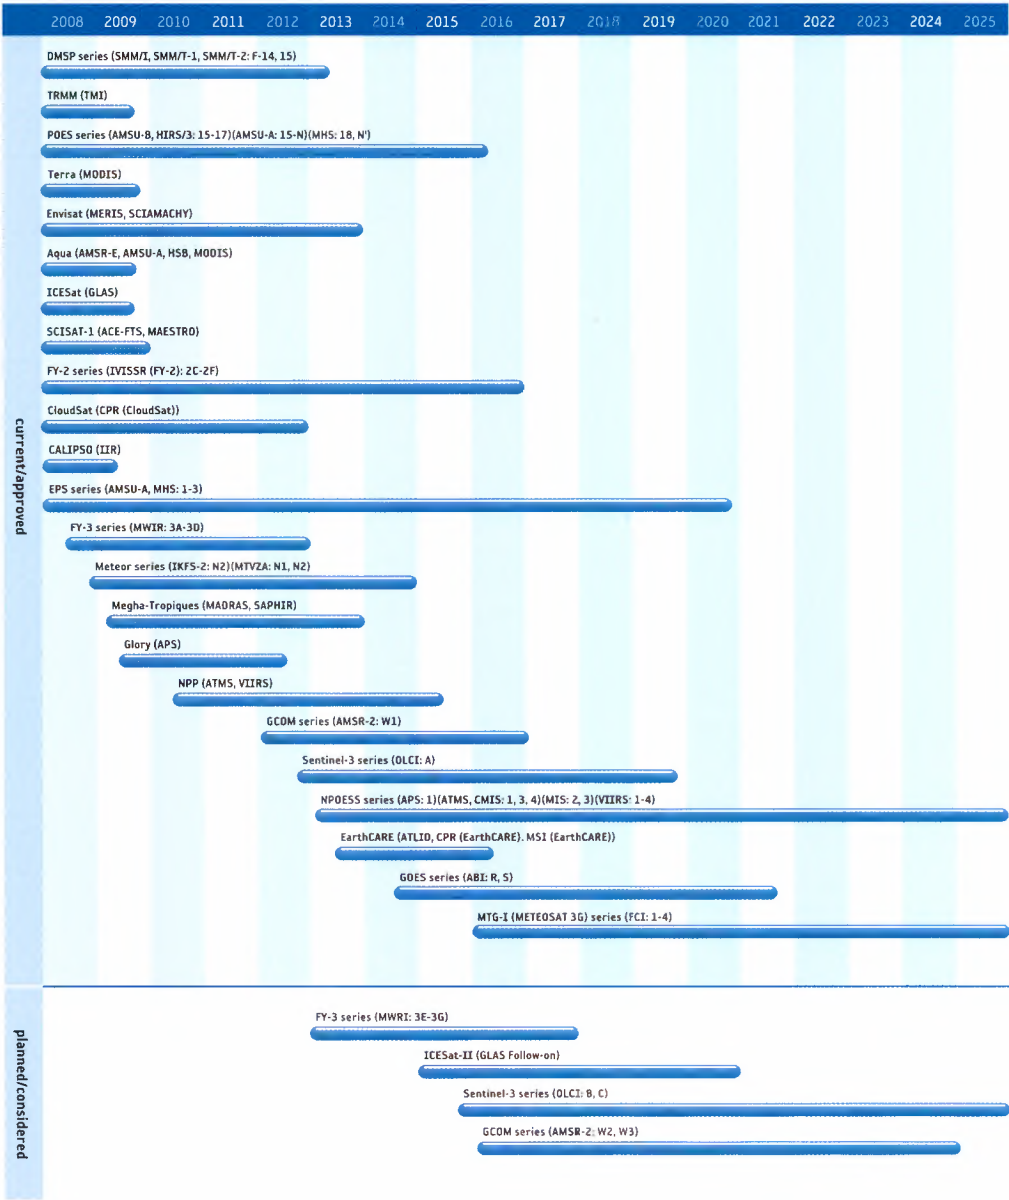 2008 2009 2010 2011 2012 2013 2014 2015 2016 2017 2018 2019 2020 2021 2022 2023 2024 2025
current/approved
DMSP series (SMM/I, SMM/T-1, SMM/T-2: F-14, 15)
TRMM (TMI)
POES series (AMSU-B, HIRS/3: 15-17)(AMSU-A: 15-N)(MHS: 18, N')
Terra (MODIS)
Envisat (MERIS, SCIAMACHY)
Aqua (AMSR-E, AMSU-A, HSB, MODIS)
ICESat (GLAS)
SCISAT-1 (ACE-FTS, MAESTRO)
FY-2 series (IVISSR (FY-2): 2C-2F)
CloudSat (CPR (CloudSat))
CALIPSO (IIR)
EPS series (AMSU-A, MHS: 1-3)
FY-3 series (MWIR: 3A-3D)
Meteor series (IKFS-2: N2)(MTVZA: N1, N2)
Megha-Tropiques (MADRAS, SAPHIR)
Glory (APS)
NPP (ATMS, VIIRS)
GCOM series (AMSR-2: W1)
Sentinel-3 series (OLCI: A)
NPOESS series (APS: 1)(ATMS, CMIS: 1, 3, 4)(MIS: 2, 3)(VIIRS: 1-4)
EarthCARE (ATLID, CPR (EarthCARE). MSI (EarthCARE))
GOES series (ABI: R, S)
MTG-I (METEOSAT 3G) series (FCI: 1-4)
planned/considered
FY-3 series (MWRI: 3E-3G)
ICESat-II (GLAS Follow-on)
Sentinel-3 series (OLCI: B, C)
GCOM series (AMSR-2: W2, W3)